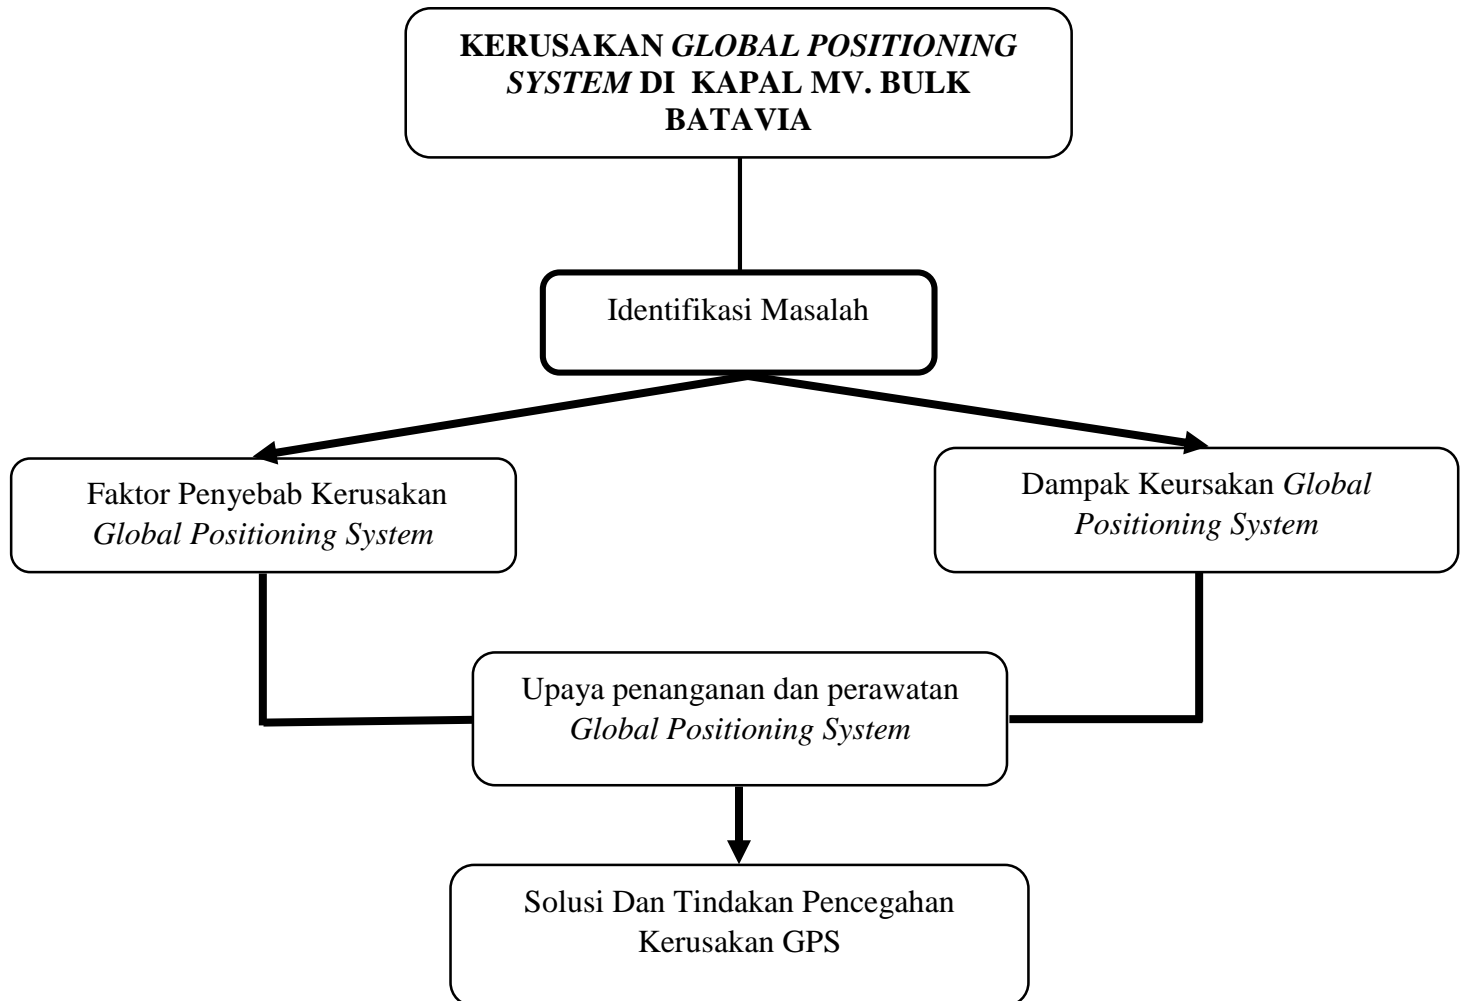 KERUSAKAN GLOBAL POSITIONING
SYSTEM DI KAPAL MV. BULK
BATAVIA
Identifikasi Masalah
Faktor Penyebab Kerusakan
Global Positioning System
Dampak Keursakan Global
Positioning System
Upaya penanganan dan perawatan
Global Positioning System
Solusi Dan Tindakan Pencegahan
Kerusakan GPS